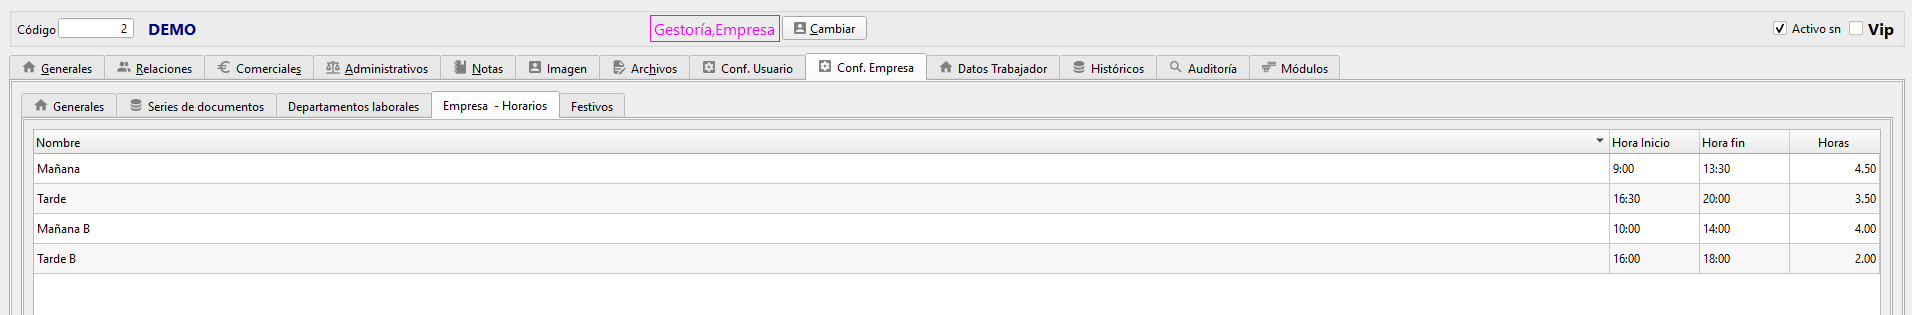 Código 2 DEMO Gestoría,Empresa Cambiar Activo sn Vip
Generales Relaciones Comerciales Administrativos Notas Imagen Archivos Conf. Usuario Conf. Empresa Datos Trabajador Históricos Auditoría Módulos
Generales Series de documentos Departamentos laborales Empresa - Horarios Festivos
Nombre Hora Inicio Hora fin Horas
Mañana 9:00 13:30 4.50
Tarde 16:30 20:00 3.50
Mañana B 10:00 14:00 4.00
Tarde B 16:00 18:00 2.00